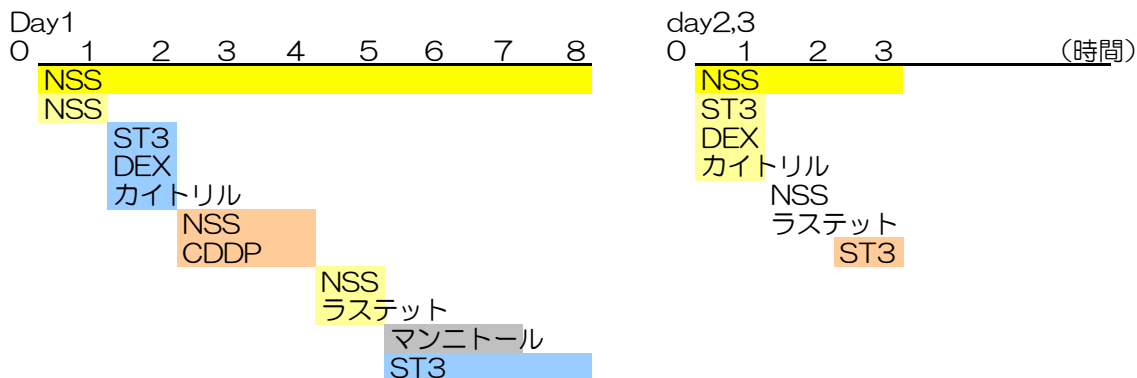 Day1
0 1 2 3 4 5 6 7 8
NSS
NSS
ST3
DEX
カイトリル
NSS
CDDP
NSS
ラステット
マンニトール
ST3
day2,3
0 1 2 3 （時間）
NSS
ST3
DEX
カイトリル
NSS
ラステット
ST3